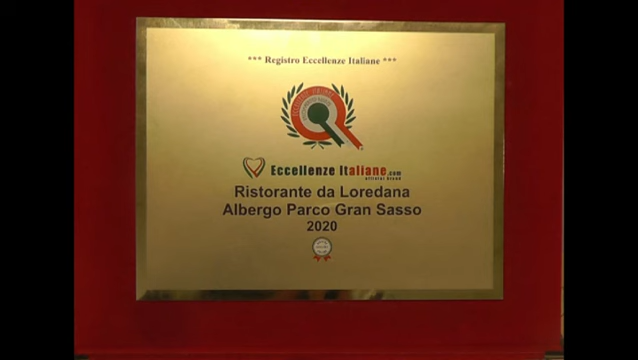 *** Registro Eccellenze Italiane ***
Eccellenze Italiane.com
Ristorante da Loredana
Albergo Parco Gran Sasso
2020